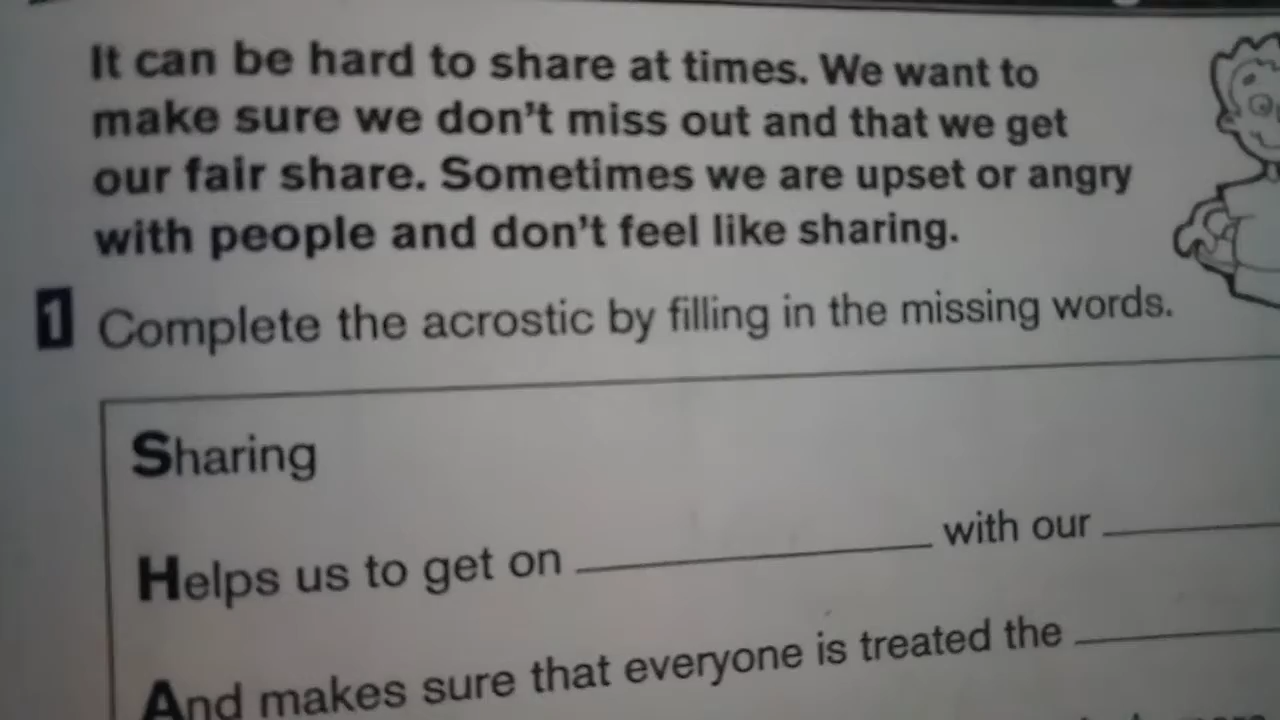 It can be hard to share at times. We want to
make sure we don't miss out and that we get
our fair share. Sometimes we are upset or angry
with people and don't feel like sharing.
1 Complete the acrostic by filling in the missing words.
Sharing
Helps us to get on __________ with our __________
And makes sure that everyone is treated the __________